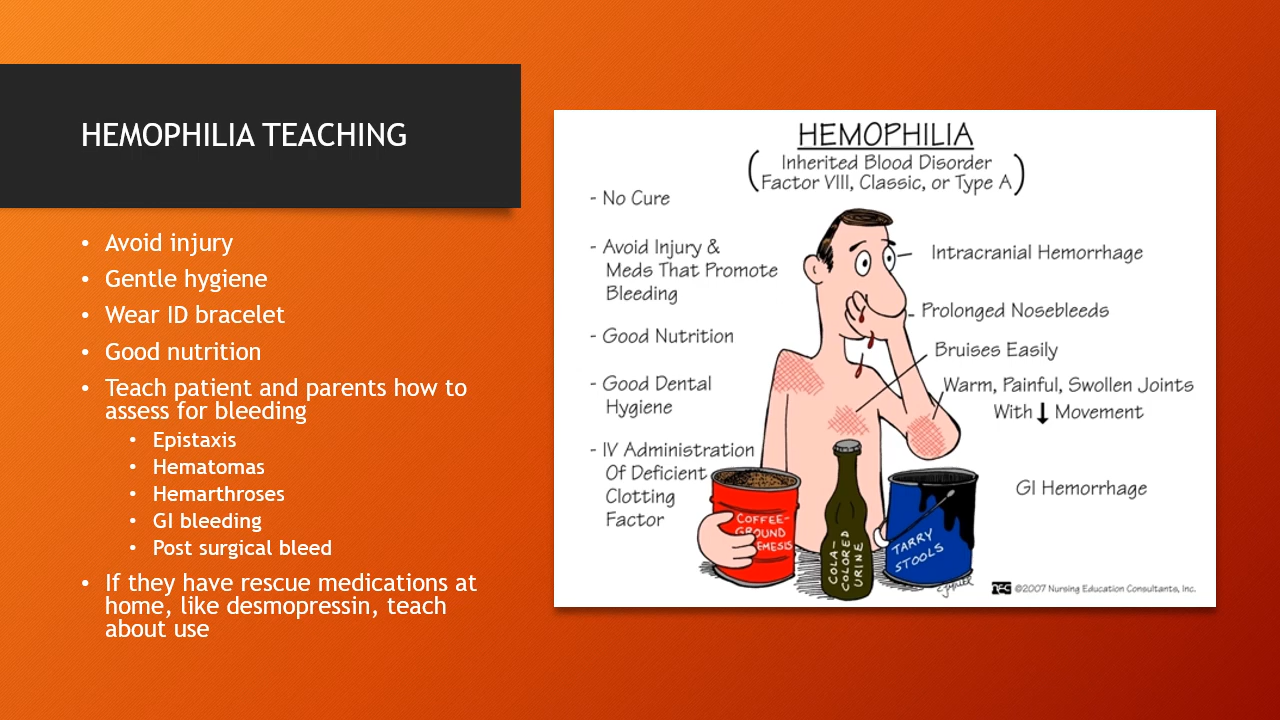 HEMOPHILIA TEACHING
• Avoid injury
• Gentle hygiene
• Wear ID bracelet
• Good nutrition
• Teach patient and parents how to
assess for bleeding
• Epistaxis
• Hematomas
• Hemarthroses
• GI bleeding
• Post surgical bleed
• If they have rescue medications at
home, like desmopressin, teach
about use
HEMOPHILIA
(Inherited Blood Disorder
Factor VIII, Classic, or Type A)
- No Cure
- Avoid Injury &
Meds That Promote
Bleeding
- Good Nutrition
- Good Dental
Hygiene
- IV Administration
Of Deficient
Clotting
Factor
Intracranial Hemorrhage
Prolonged Nosebleeds
Bruises Easily
Warm, Painful, Swollen Joints
With ↓ Movement
GI Hemorrhage
COFFEE-
GROUND
EMESIS
COLA-
COLORED
URINE
TARRY
STOOLS
©2007 Nursing Education Consultants, Inc.